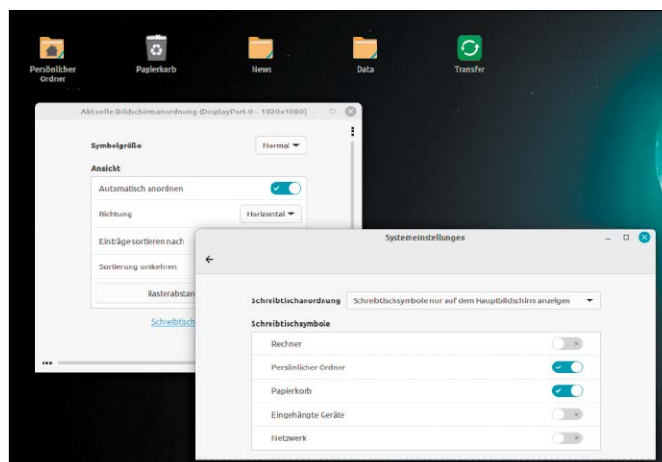 Persönlicher
Ordner
Papierkorb
News
Data
Transfer
Aktuelle Bildschirmanordnung (DisplayPort-0 – 1920x1080)
Symbolgröße
Normal
Ansicht
Automatisch anordnen
Richtung
Horizontal
Einträge sortieren nach
Sortierung umkehren
Rasterabstan
Schreibtisch
Systemeinstellungen
Schreibtischanordnung Schreibtischsymbole nur auf dem Hauptbildschirm anzeigen
Schreibtischsymbole
Rechner
Persönlicher Ordner
Papierkorb
Eingehängte Geräte
Netzwerk